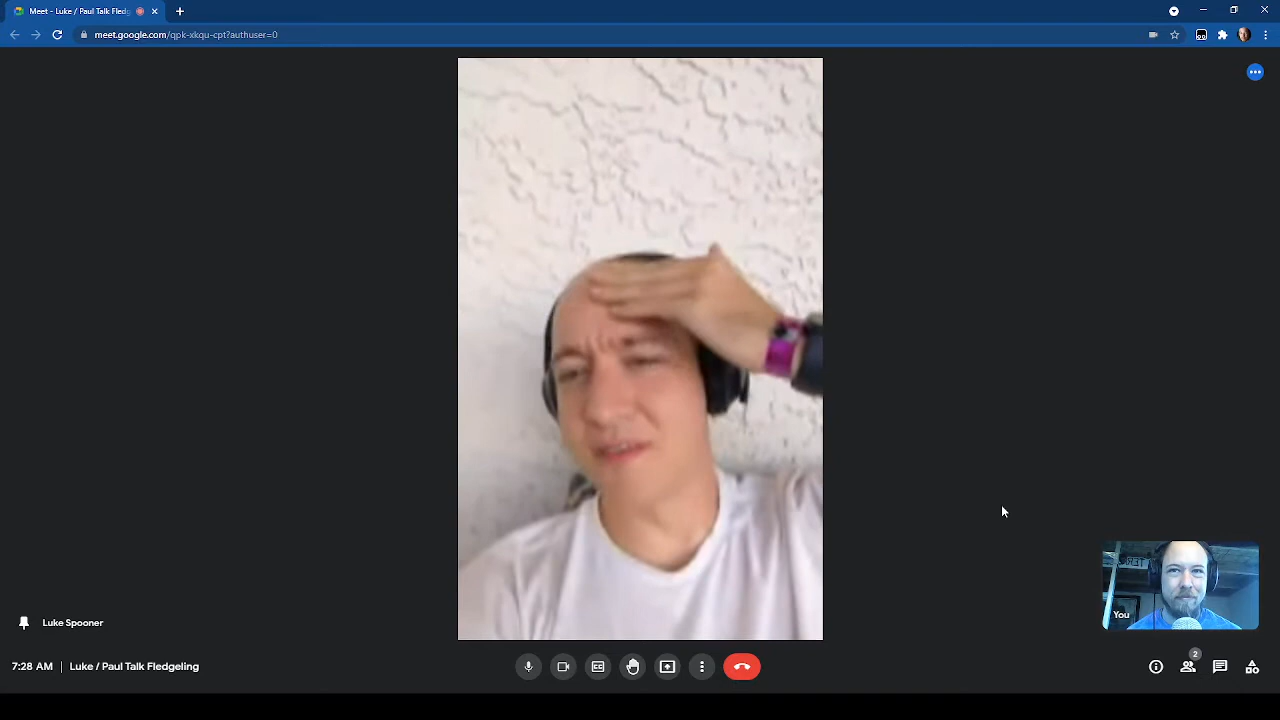 Meet - Luke / Paul Talk Fledg
meet.google.com/qpk-xkqu-cpt?authuser=0
You
Luke Spooner
2
7:28 AM | Luke / Paul Talk Fledgeling